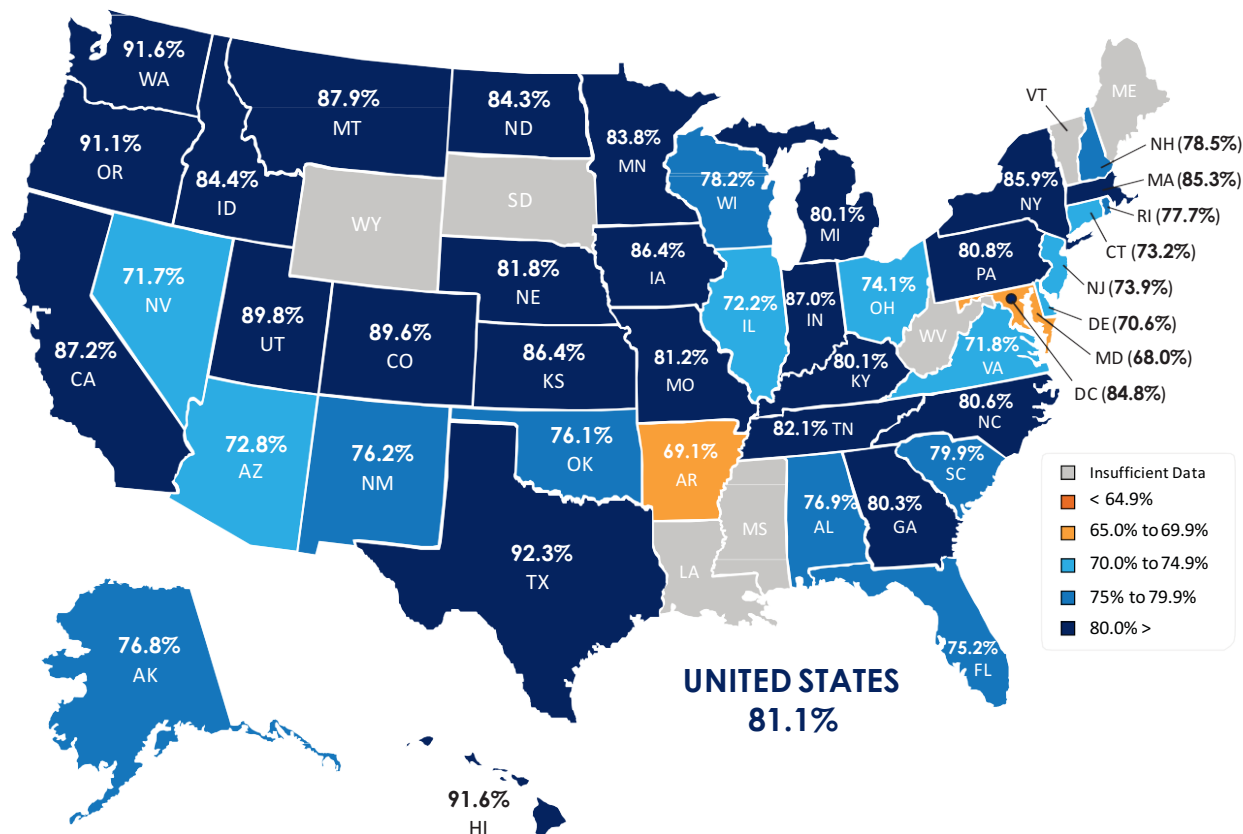 91.6%
WA
91.1%
OR
84.4%
ID
87.9%
MT
84.3%
ND
83.8%
MN
WY
SD
78.2%
WI
80.1%
MI
VT
ME
NH (78.5%)
MA (85.3%)
RI (77.7%)
CT (73.2%)
NJ (73.9%)
DE (70.6%)
MD (68.0%)
DC (84.8%)
85.9%
NY
80.8%
PA
87.2%
CA
71.7%
NV
89.8%
UT
89.6%
CO
81.8%
NE
86.4%
IA
86.4%
KS
81.2%
MO
72.2%
IL
87.0%
IN
74.1%
OH
WV
71.8%
VA
80.1%
KY
82.1% TN
80.6%
NC
72.8%
AZ
76.2%
NM
76.1%
OK
69.1%
AR
92.3%
TX
LA
MS
76.9%
AL
80.3%
GA
79.9%
SC
75.2%
FL
76.8%
AK
91.6%
HI
UNITED STATES
81.1%
Insufficient Data
< 64.9%
65.0% to 69.9%
70.0% to 74.9%
75% to 79.9%
80.0% >